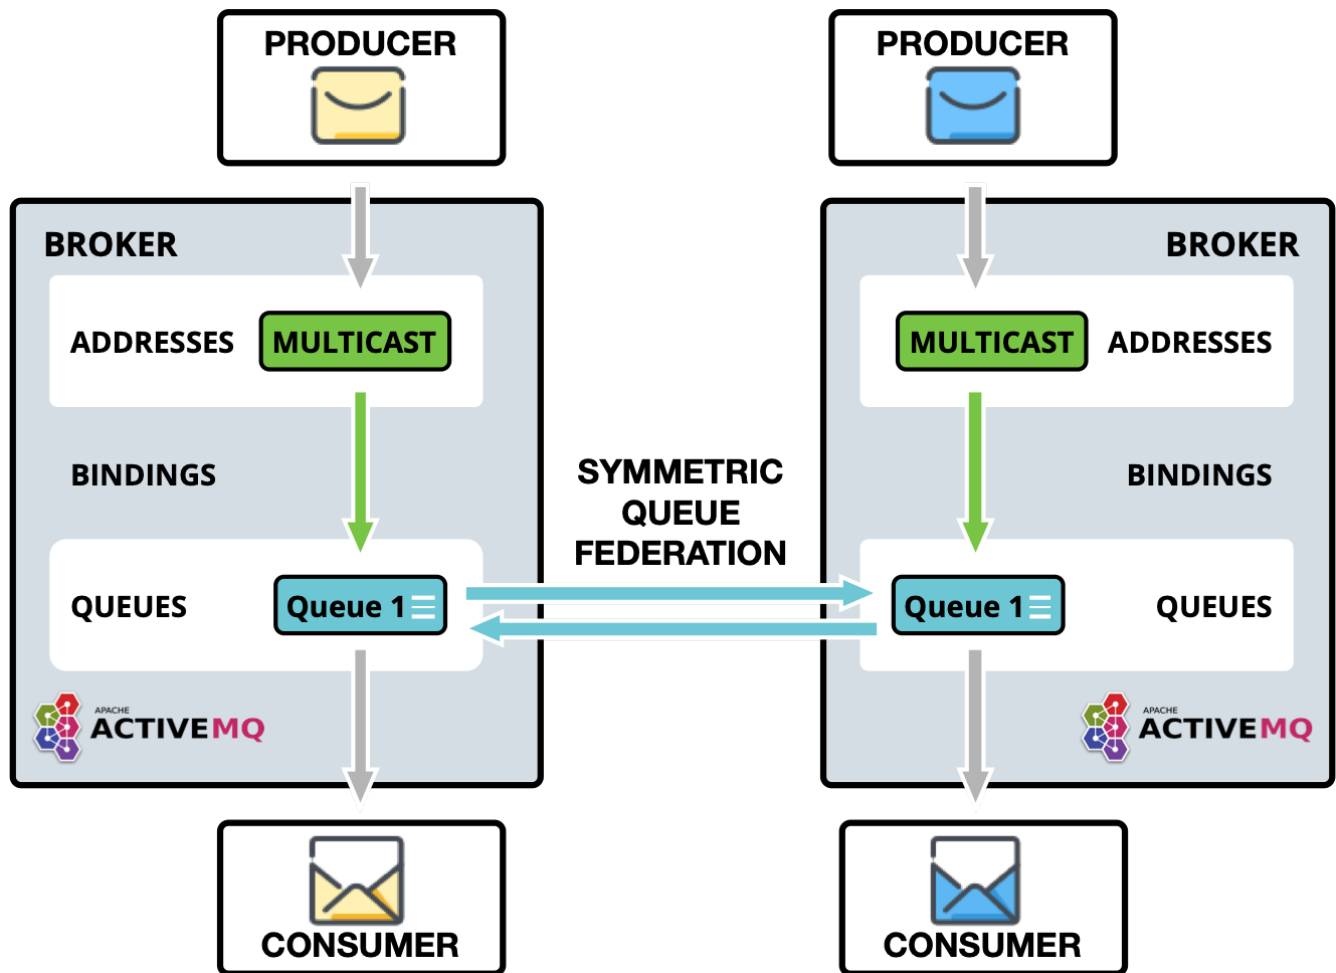 PRODUCER
PRODUCER
BROKER
BROKER
ADDRESSES
MULTICAST
MULTICAST
ADDRESSES
BINDINGS
SYMMETRIC
QUEUE
FEDERATION
BINDINGS
QUEUES
Queue 1
Queue 1
QUEUES
APACHE
ACTIVEMQ
APACHE
ACTIVEMQ
CONSUMER
CONSUMER